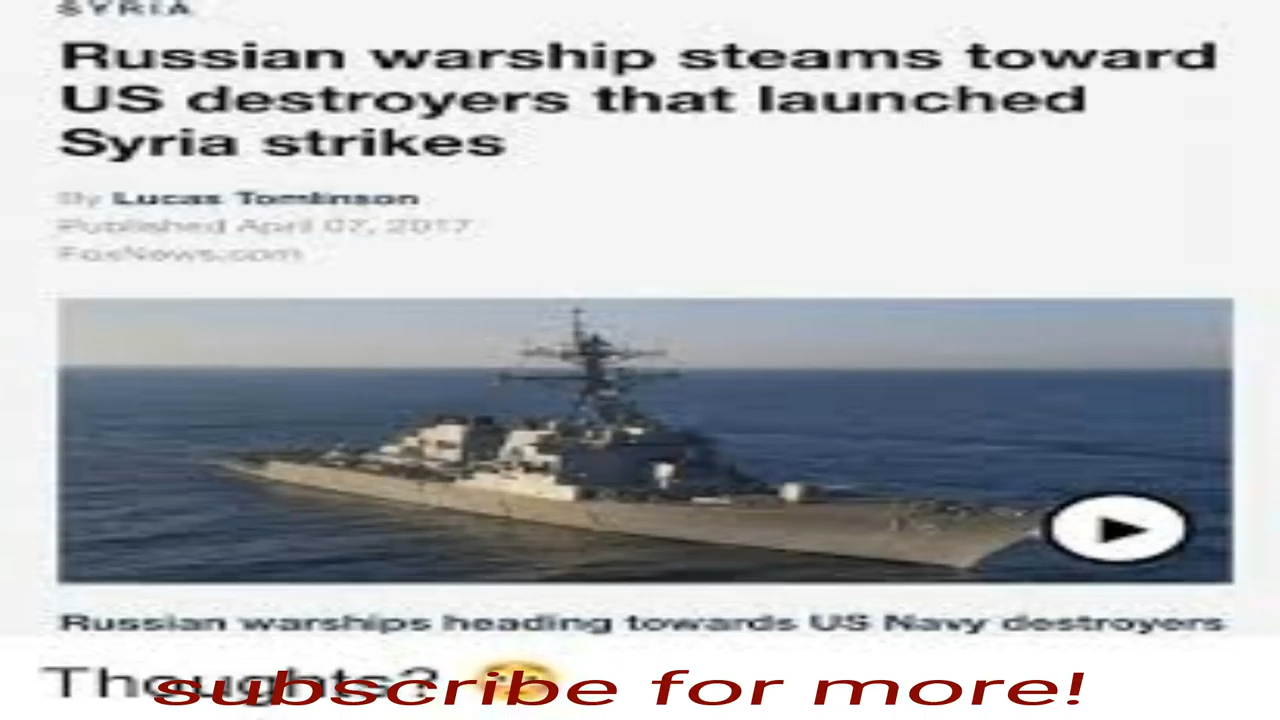 SYRIA
Russian warship steams toward
US destroyers that launched
Syria strikes
By Lucas Tomlinson
Published April 07, 2017
FoxNews.com
Russian warships heading towards US Navy destroyers
Thoughts?
subscribe for more!